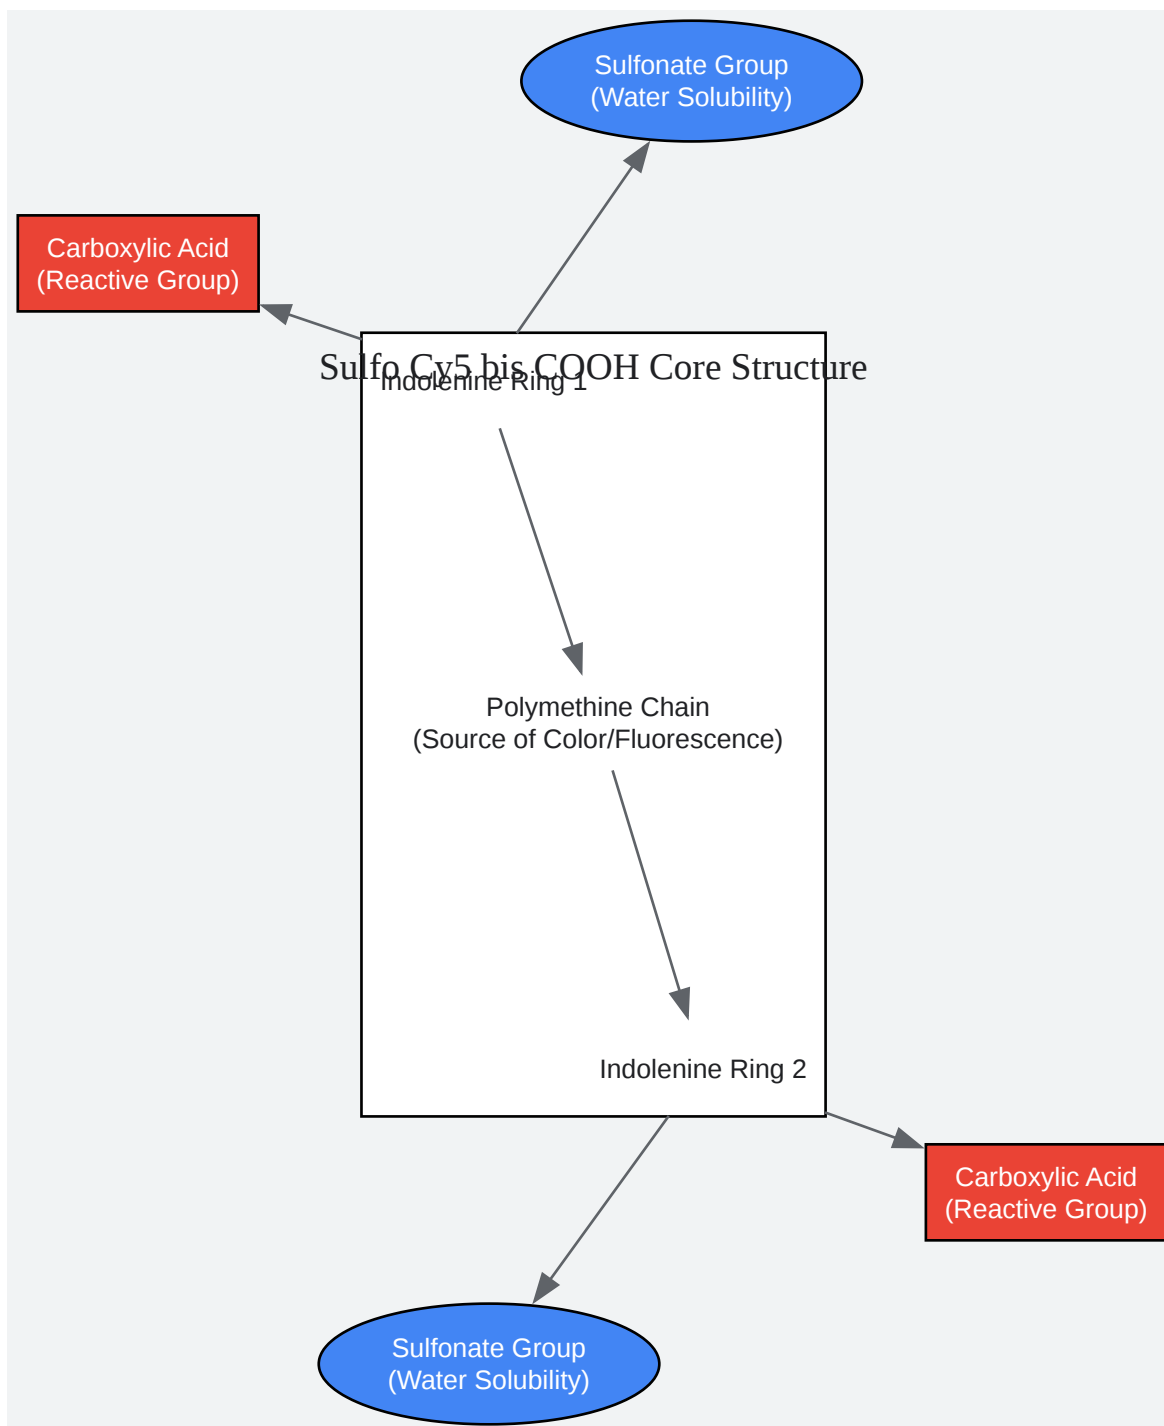 Sulfonate Group
(Water Solubility)
Carboxylic Acid
(Reactive Group)
Sulfo Cy5 bis COOH Core Structure
Indolenine Ring 1
Polymethine Chain
(Source of Color/Fluorescence)
Indolenine Ring 2
Carboxylic Acid
(Reactive Group)
Sulfonate Group
(Water Solubility)